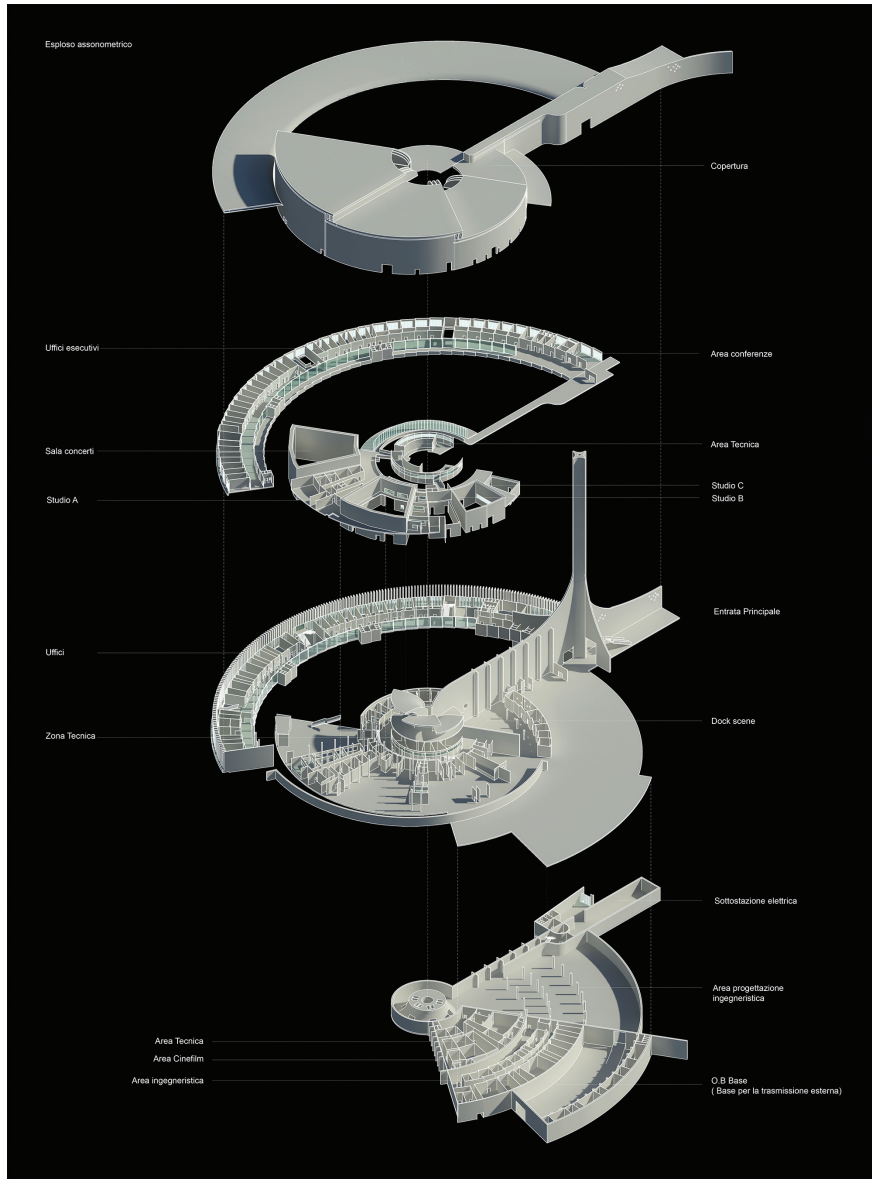 Esploso assonometrico
Copertura
Uffici esecutivi
Area conferenze
Area Tecnica
Sala concerti
Studio C
Studio A
Studio B
Entrata Principale
Uffici
Dock scene
Zona Tecnica
Sottostazione elettrica
Area progettazione
ingegneristica
Area Tecnica
Area Cinefilm
Area ingegneristica
O.B Base
( Base per la trasmissione esterna)